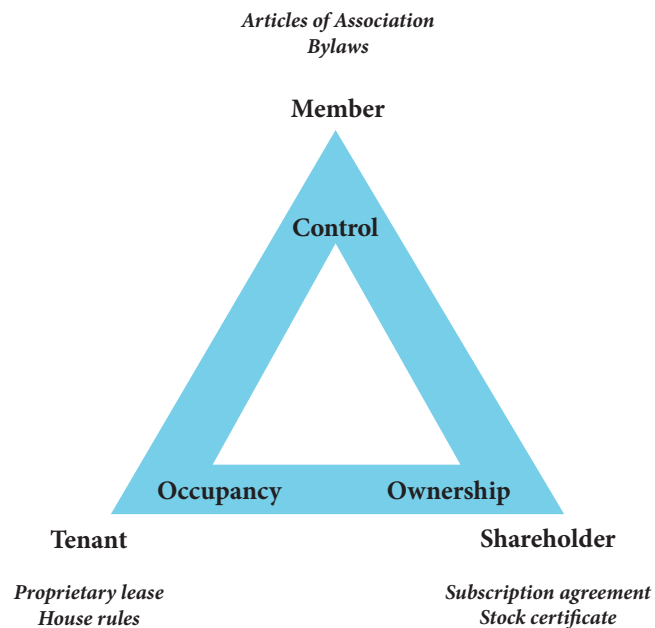 Articles of Association
Bylaws
Member
Control
Occupancy
Ownership
Tenant
Shareholder
Proprietary lease
House rules
Subscription agreement
Stock certificate